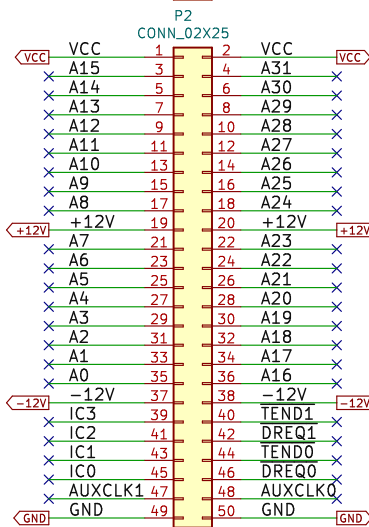 P2
CONN_02X25
VCC VCC 1 2 VCC VCC
A15 3 4 A31
A14 5 6 A30
A13 7 8 A29
A12 9 10 A28
A11 11 12 A27
A10 13 14 A26
A9 15 16 A25
A8 17 18 A24
+12V +12V 19 20 +12V +12V
A7 21 22 A23
A6 23 24 A22
A5 25 26 A21
A4 27 28 A20
A3 29 30 A19
A2 31 32 A18
A1 33 34 A17
A0 35 36 A16
-12V -12V 37 38 -12V -12V
IC3 39 40 TEND1
IC2 41 42 DREQ1
IC1 43 44 TEND0
IC0 45 46 DREQ0
AUXCLK1 47 48 AUXCLK0
GND GND 49 50 GND GND